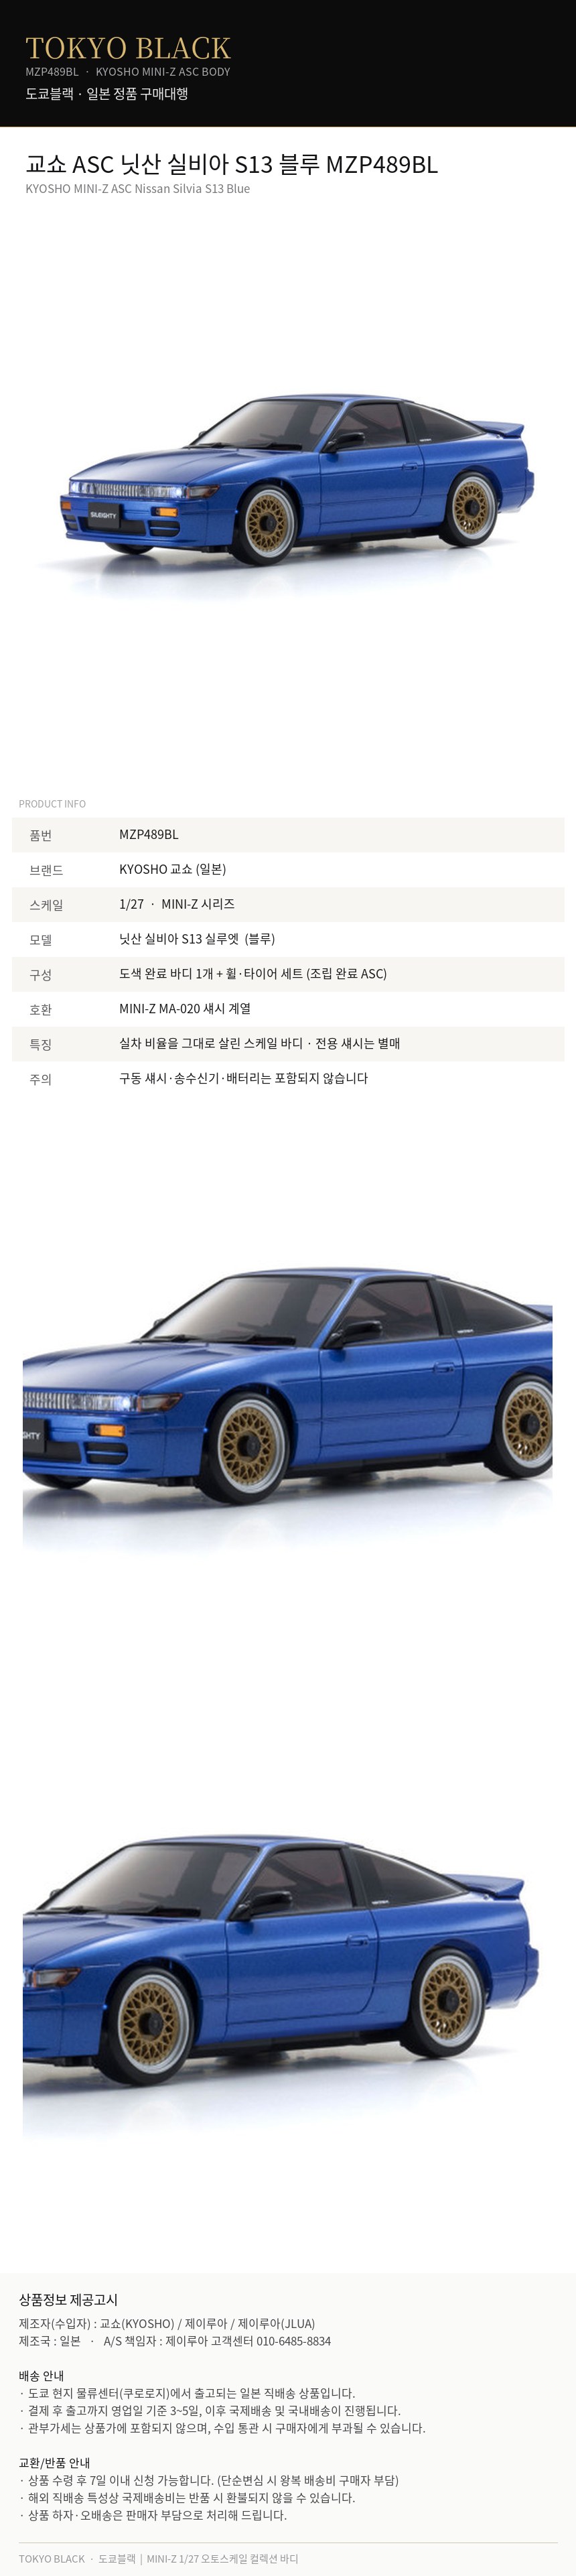 TOKYO BLACK
MZP489BL · KYOSHO MINI-Z ASC BODY
도쿄블랙 · 일본 정품 구매대행
교쇼 ASC 닛산 실비아 S13 블루 MZP489BL
KYOSHO MINI-Z ASC Nissan Silvia S13 Blue
SILEIGHTY
PRODUCT INFO
품번 MZP489BL
브랜드 KYOSHO 교쇼 (일본)
스케일 1/27 · MINI-Z 시리즈
모델 닛산 실비아 S13 실루엣 (블루)
구성 도색 완료 바디 1개 + 휠·타이어 세트 (조립 완료 ASC)
호환 MINI-Z MA-020 섀시 계열
특징 실차 비율을 그대로 살린 스케일 바디 · 전용 섀시는 별매
주의 구동 섀시·송수신기·배터리는 포함되지 않습니다
GHTY
상품정보 제공고시
제조자(수입자) : 교쇼(KYOSHO) / 제이루아 / 제이루아(JLUA)
제조국 : 일본 · A/S 책임자 : 제이루아 고객센터 010-6485-8834
배송 안내
· 도쿄 현지 물류센터(쿠로로지)에서 출고되는 일본 직배송 상품입니다.
· 결제 후 출고까지 영업일 기준 3~5일, 이후 국제배송 및 국내배송이 진행됩니다.
· 관부가세는 상품가에 포함되지 않으며, 수입 통관 시 구매자에게 부과될 수 있습니다.
교환/반품 안내
· 상품 수령 후 7일 이내 신청 가능합니다. (단순변심 시 왕복 배송비 구매자 부담)
· 해외 직배송 특성상 국제배송비는 반품 시 환불되지 않을 수 있습니다.
· 상품 하자·오배송은 판매자 부담으로 처리해 드립니다.
TOKYO BLACK · 도쿄블랙 | MINI-Z 1/27 오토스케일 컬렉션 바디